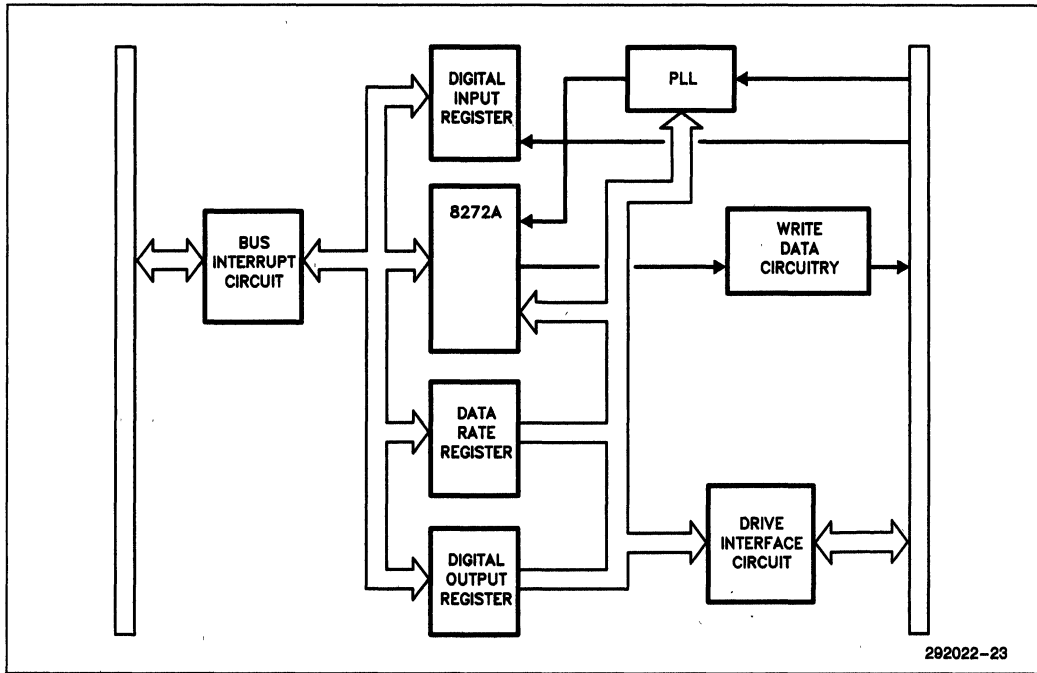 DIGITAL
INPUT
REGISTER
PLL
8272A
BUS
INTERRUPT
CIRCUIT
WRITE
DATA
CIRCUITRY
DATA
RATE
REGISTER
DIGITAL
OUTPUT
REGISTER
DRIVE
INTERFACE
CIRCUIT
292022-23